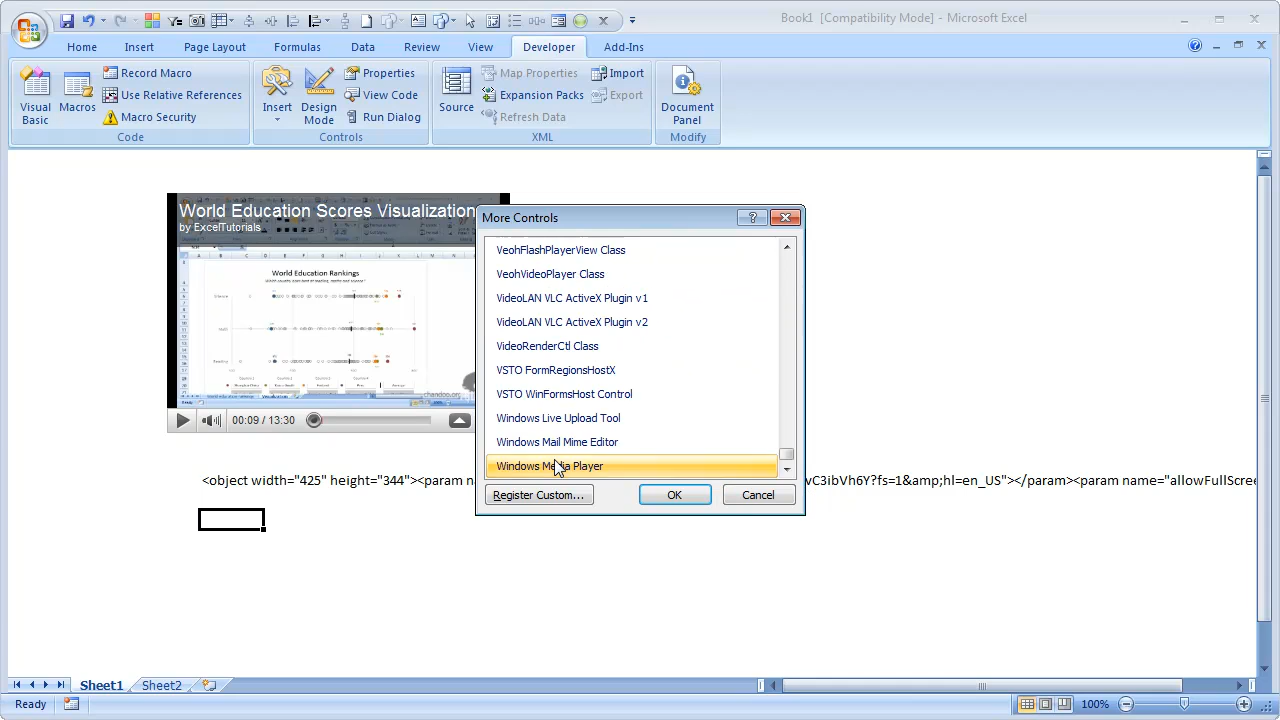 Book1 [Compatibility Mode] - Microsoft Excel
Home Insert Page Layout Formulas Data Review View Developer Add-Ins
Visual Basic
Macros
Record Macro
Use Relative References
Macro Security
Code
Insert
Design Mode
Properties
View Code
Run Dialog
Controls
Source
Map Properties
Expansion Packs
Refresh Data
Import
Export
XML
Document Panel
Modify
World Education Scores Visualization
by ExcelTutorials
World Education Rankings
chandoo.org
00:09 / 13:30
More Controls
VeohFlashPlayerView Class
VeohVideoPlayer Class
VideoLAN VLC ActiveX Plugin v1
VideoLAN VLC ActiveX Plugin v2
VideoRenderCtl Class
VSTO FormRegionsHostX
VSTO WinFormsHost Control
Windows Live Upload Tool
Windows Mail Mime Editor
Windows Media Player
Register Custom... OK Cancel
<object width="425" height="344"><param n vC3ibVh6Y?fs=1&amp;hl=en_US"></param><param name="allowFullScree
Sheet1 Sheet2
Ready 100%